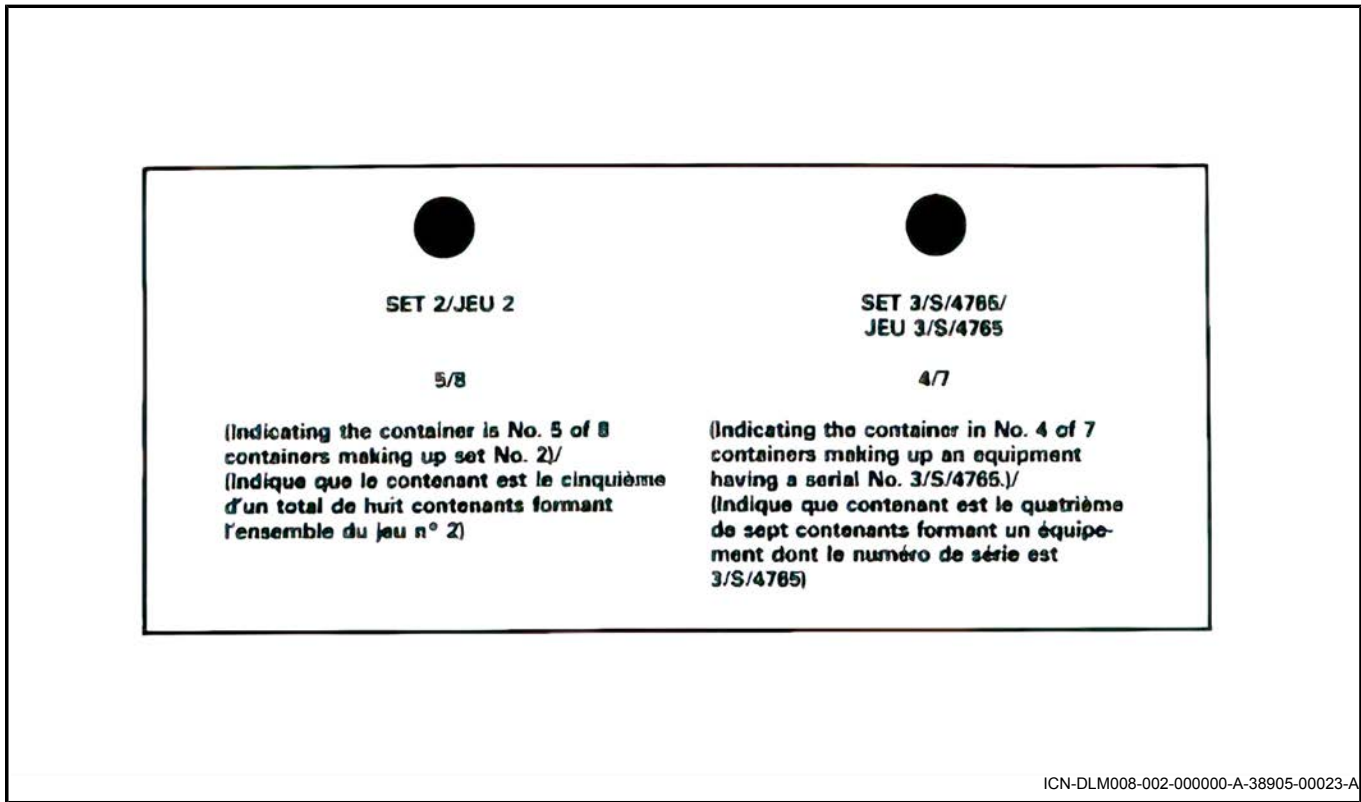 SET 2/JEU 2
5/8
(Indicating the container is No. 5 of 8
containers making up set No. 2)/
(Indique que le contenant est le cinquième
d'un total de huit contenants formant
l'ensemble du jeu n° 2)
SET 3/S/4765/
JEU 3/S/4765
4/7
(Indicating the container in No. 4 of 7
containers making up an equipment
having a serial No. 3/S/4765.)/
(Indique que contenant est le quatrième
de sept contenants formant un équipe-
ment dont le numéro de série est
3/S/4765)
ICN-DLM008-002-000000-A-38905-00023-A